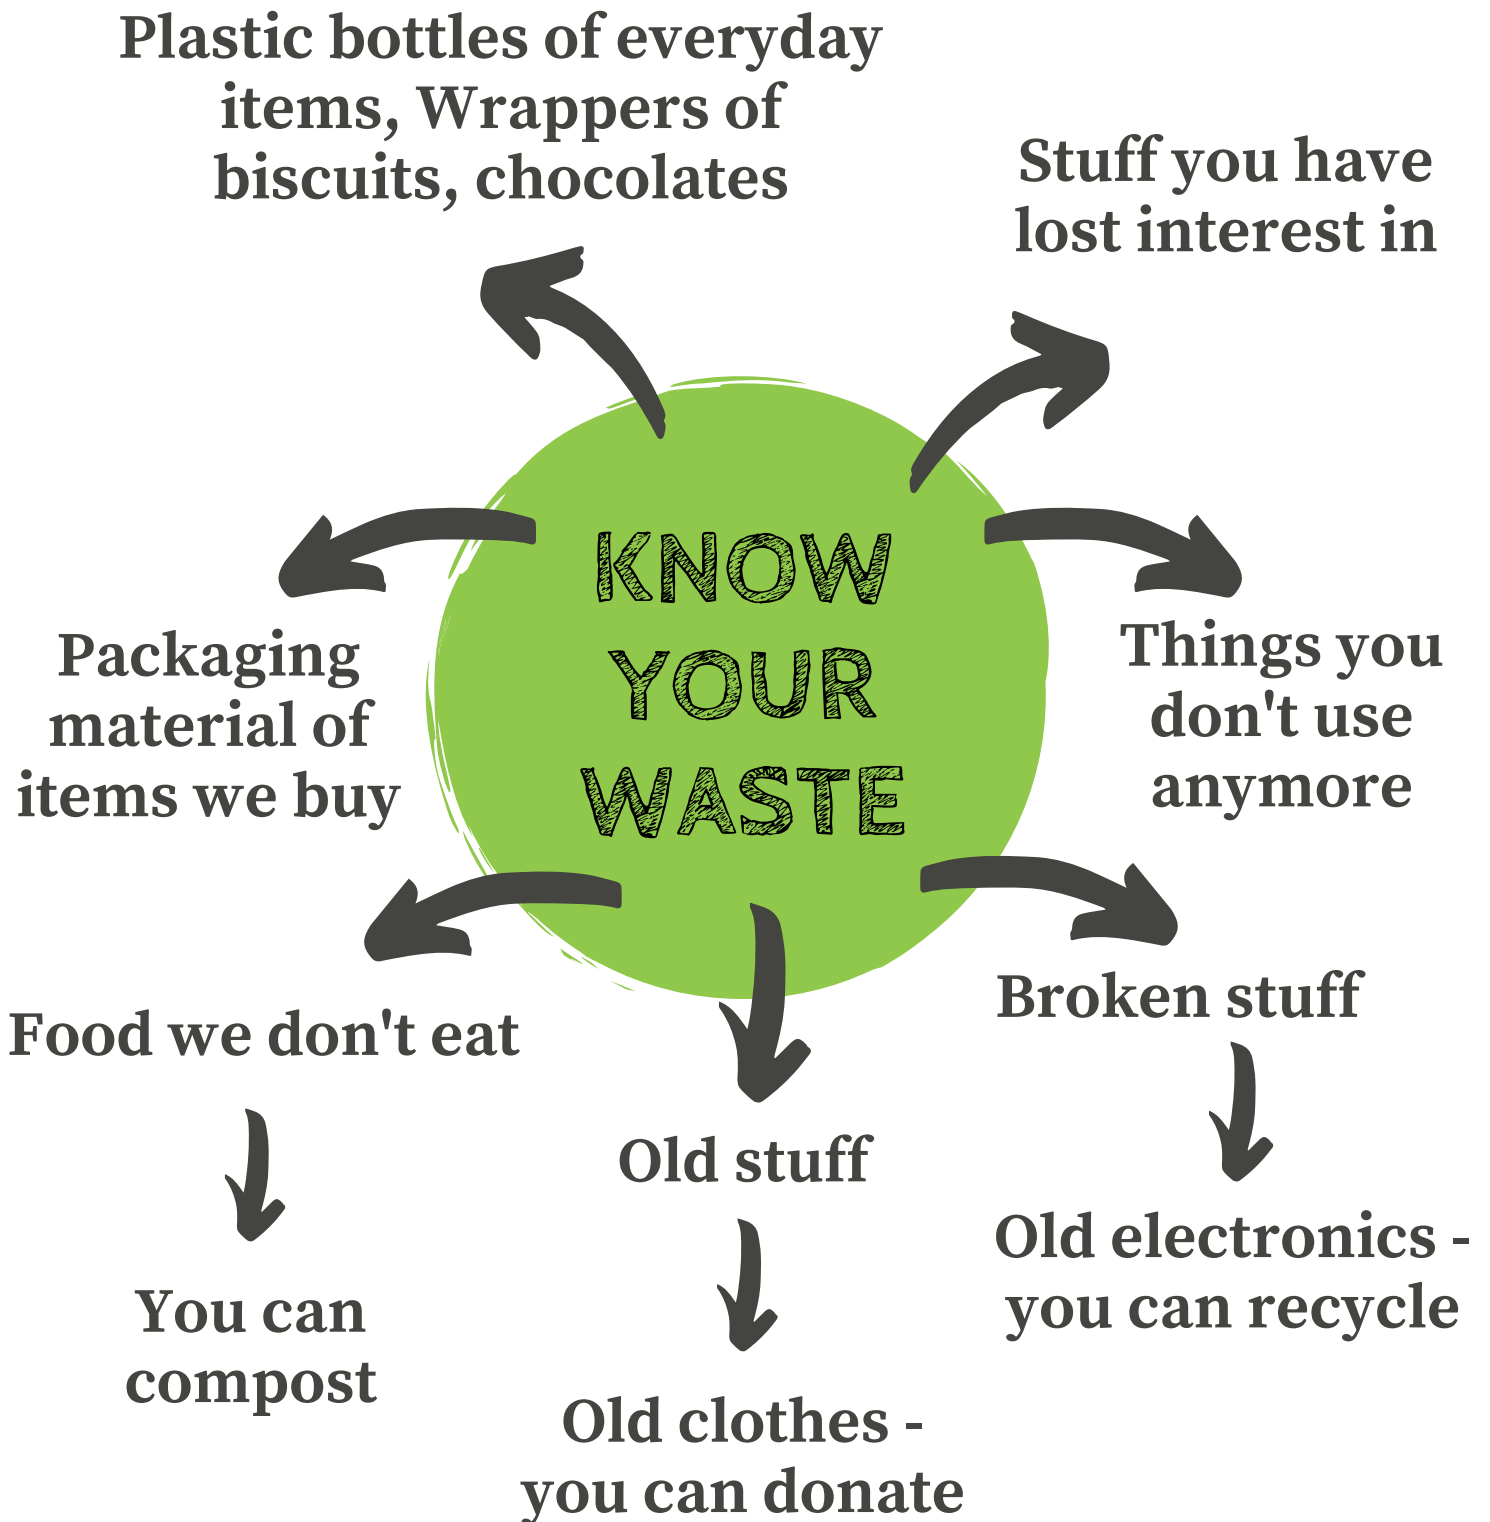 Plastic bottles of everyday
items, Wrappers of
biscuits, chocolates
Stuff you have
lost interest in
KNOW
YOUR
WASTE
Packaging
material of
items we buy
Things you
don't use
anymore
Food we don't eat
You can
compost
Old stuff
Old clothes -
you can donate
Broken stuff
Old electronics -
you can recycle